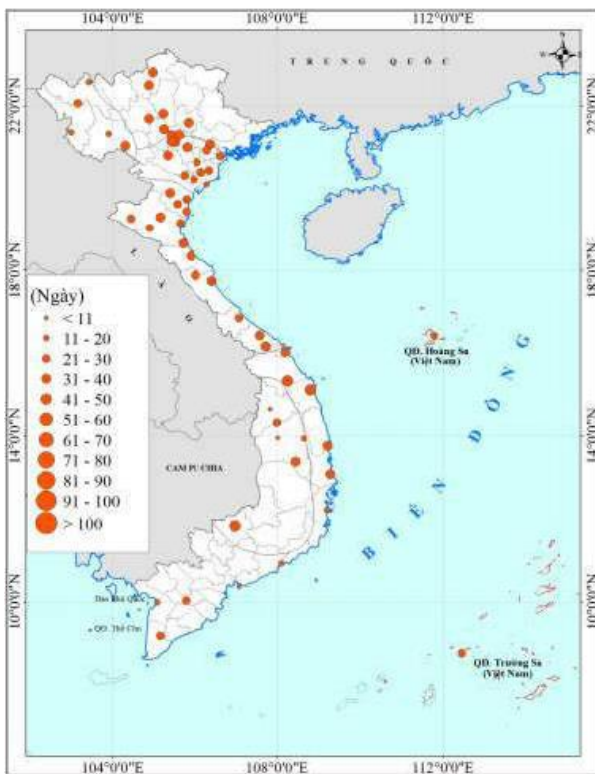 104°0'0"E 108°0'0"E 112°0'0"E
N
W E
S
TRUNG QUỐC
22°0'0"N 22°0'0"N
18°0'0"N 18°0'0"N
LÀO
(Ngày)
< 11
11 - 20
21 - 30
31 - 40
41 - 50
51 - 60
61 - 70
71 - 80
81 - 90
91 - 100
> 100
QĐ. Hoàng Sa
(Việt Nam)
BIỂN ĐÔNG
14°0'0"N 14°0'0"N
CAM PU CHIA
10°0'0"N 10°0'0"N
Đảo Phú Quốc
QĐ. Thổ Chu
QĐ. Trường Sa
(Việt Nam)
104°0'0"E 108°0'0"E 112°0'0"E